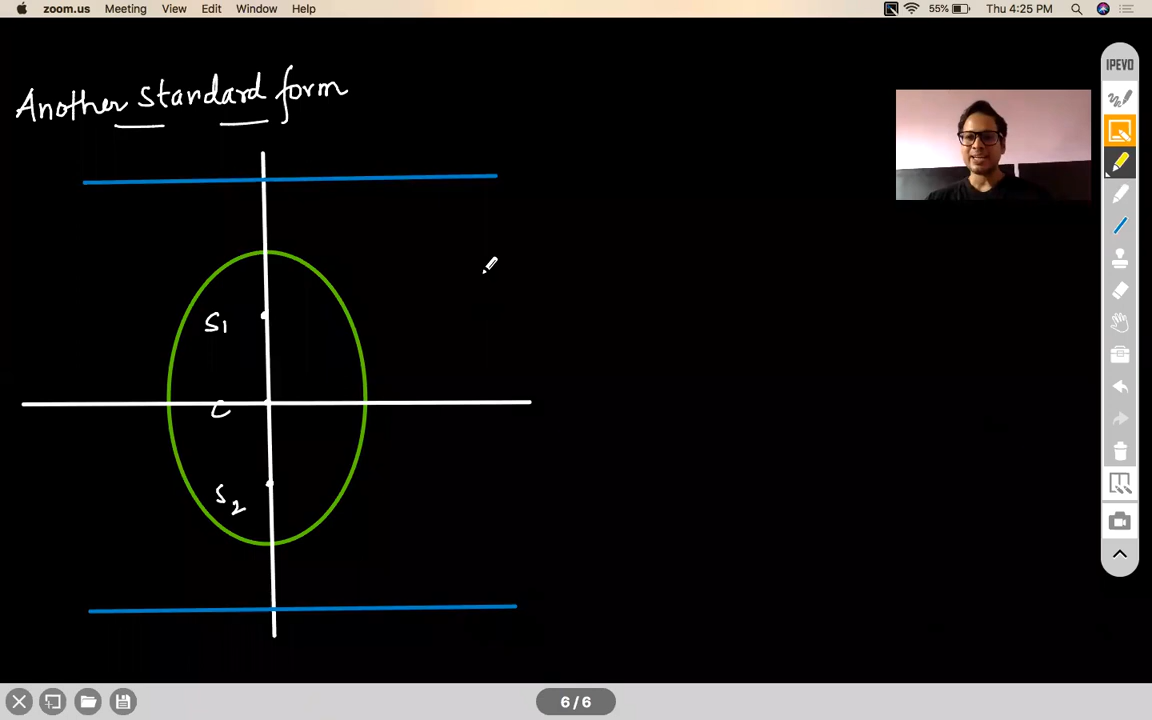 zoom.us Meeting View Edit Window Help 55% Thu 4:25 PM
Another standard form
IPEVO
S1
C
S2
6 / 6